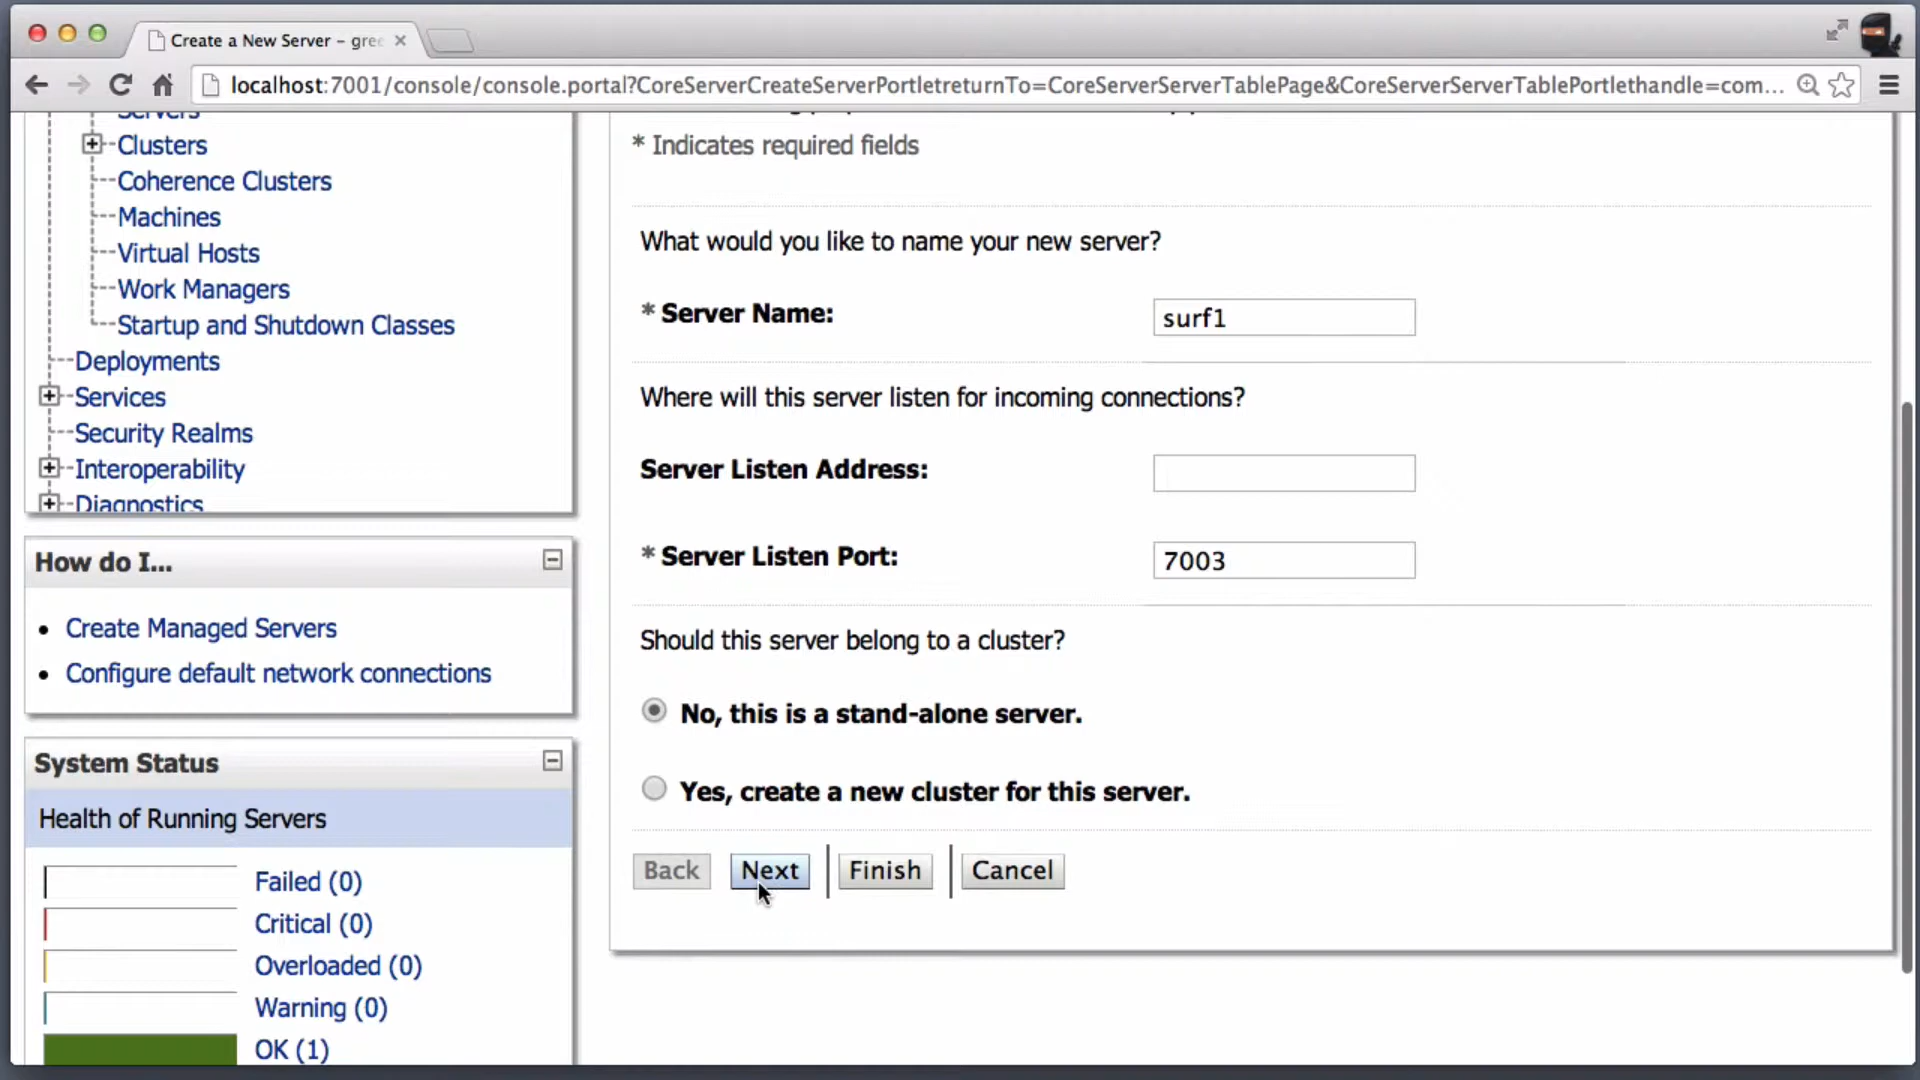 Create a New Server – gree
localhost:7001/console/console.portal?CoreServerCreateServerPortletreturnTo=CoreServerServerTablePage&CoreServerServerTablePortlethandle=com...
Servers
Clusters
Coherence Clusters
Machines
Virtual Hosts
Work Managers
Startup and Shutdown Classes
Deployments
Services
Security Realms
Interoperability
Diagnostics
How do I...
Create Managed Servers
Configure default network connections
System Status
Health of Running Servers
Failed (0)
Critical (0)
Overloaded (0)
Warning (0)
OK (1)
* Indicates required fields
What would you like to name your new server?
* Server Name: surf1
Where will this server listen for incoming connections?
Server Listen Address:
* Server Listen Port: 7003
Should this server belong to a cluster?
No, this is a stand-alone server.
Yes, create a new cluster for this server.
Back Next Finish Cancel